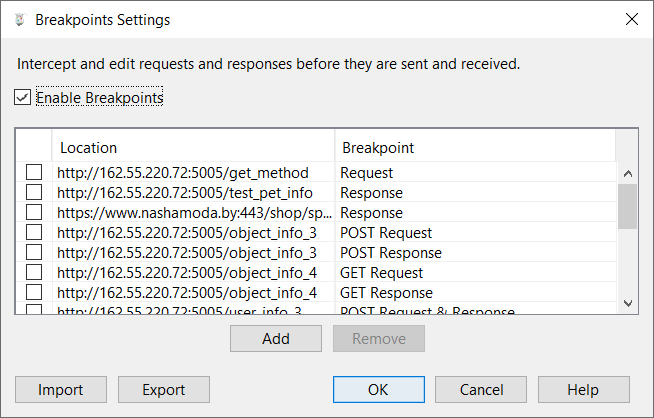 Breakpoints Settings
Intercept and edit requests and responses before they are sent and received.
Enable Breakpoints
Location Breakpoint
http://162.55.220.72:5005/get_method Request
http://162.55.220.72:5005/test_pet_info Response
https://www.nashamoda.by:443/shop/sp... Response
http://162.55.220.72:5005/object_info_3 POST Request
http://162.55.220.72:5005/object_info_3 POST Response
http://162.55.220.72:5005/object_info_4 GET Request
http://162.55.220.72:5005/object_info_4 GET Response
http://162.55.220.72:5005/user_info_3 POST Request & Response
Add Remove
Import Export OK Cancel Help